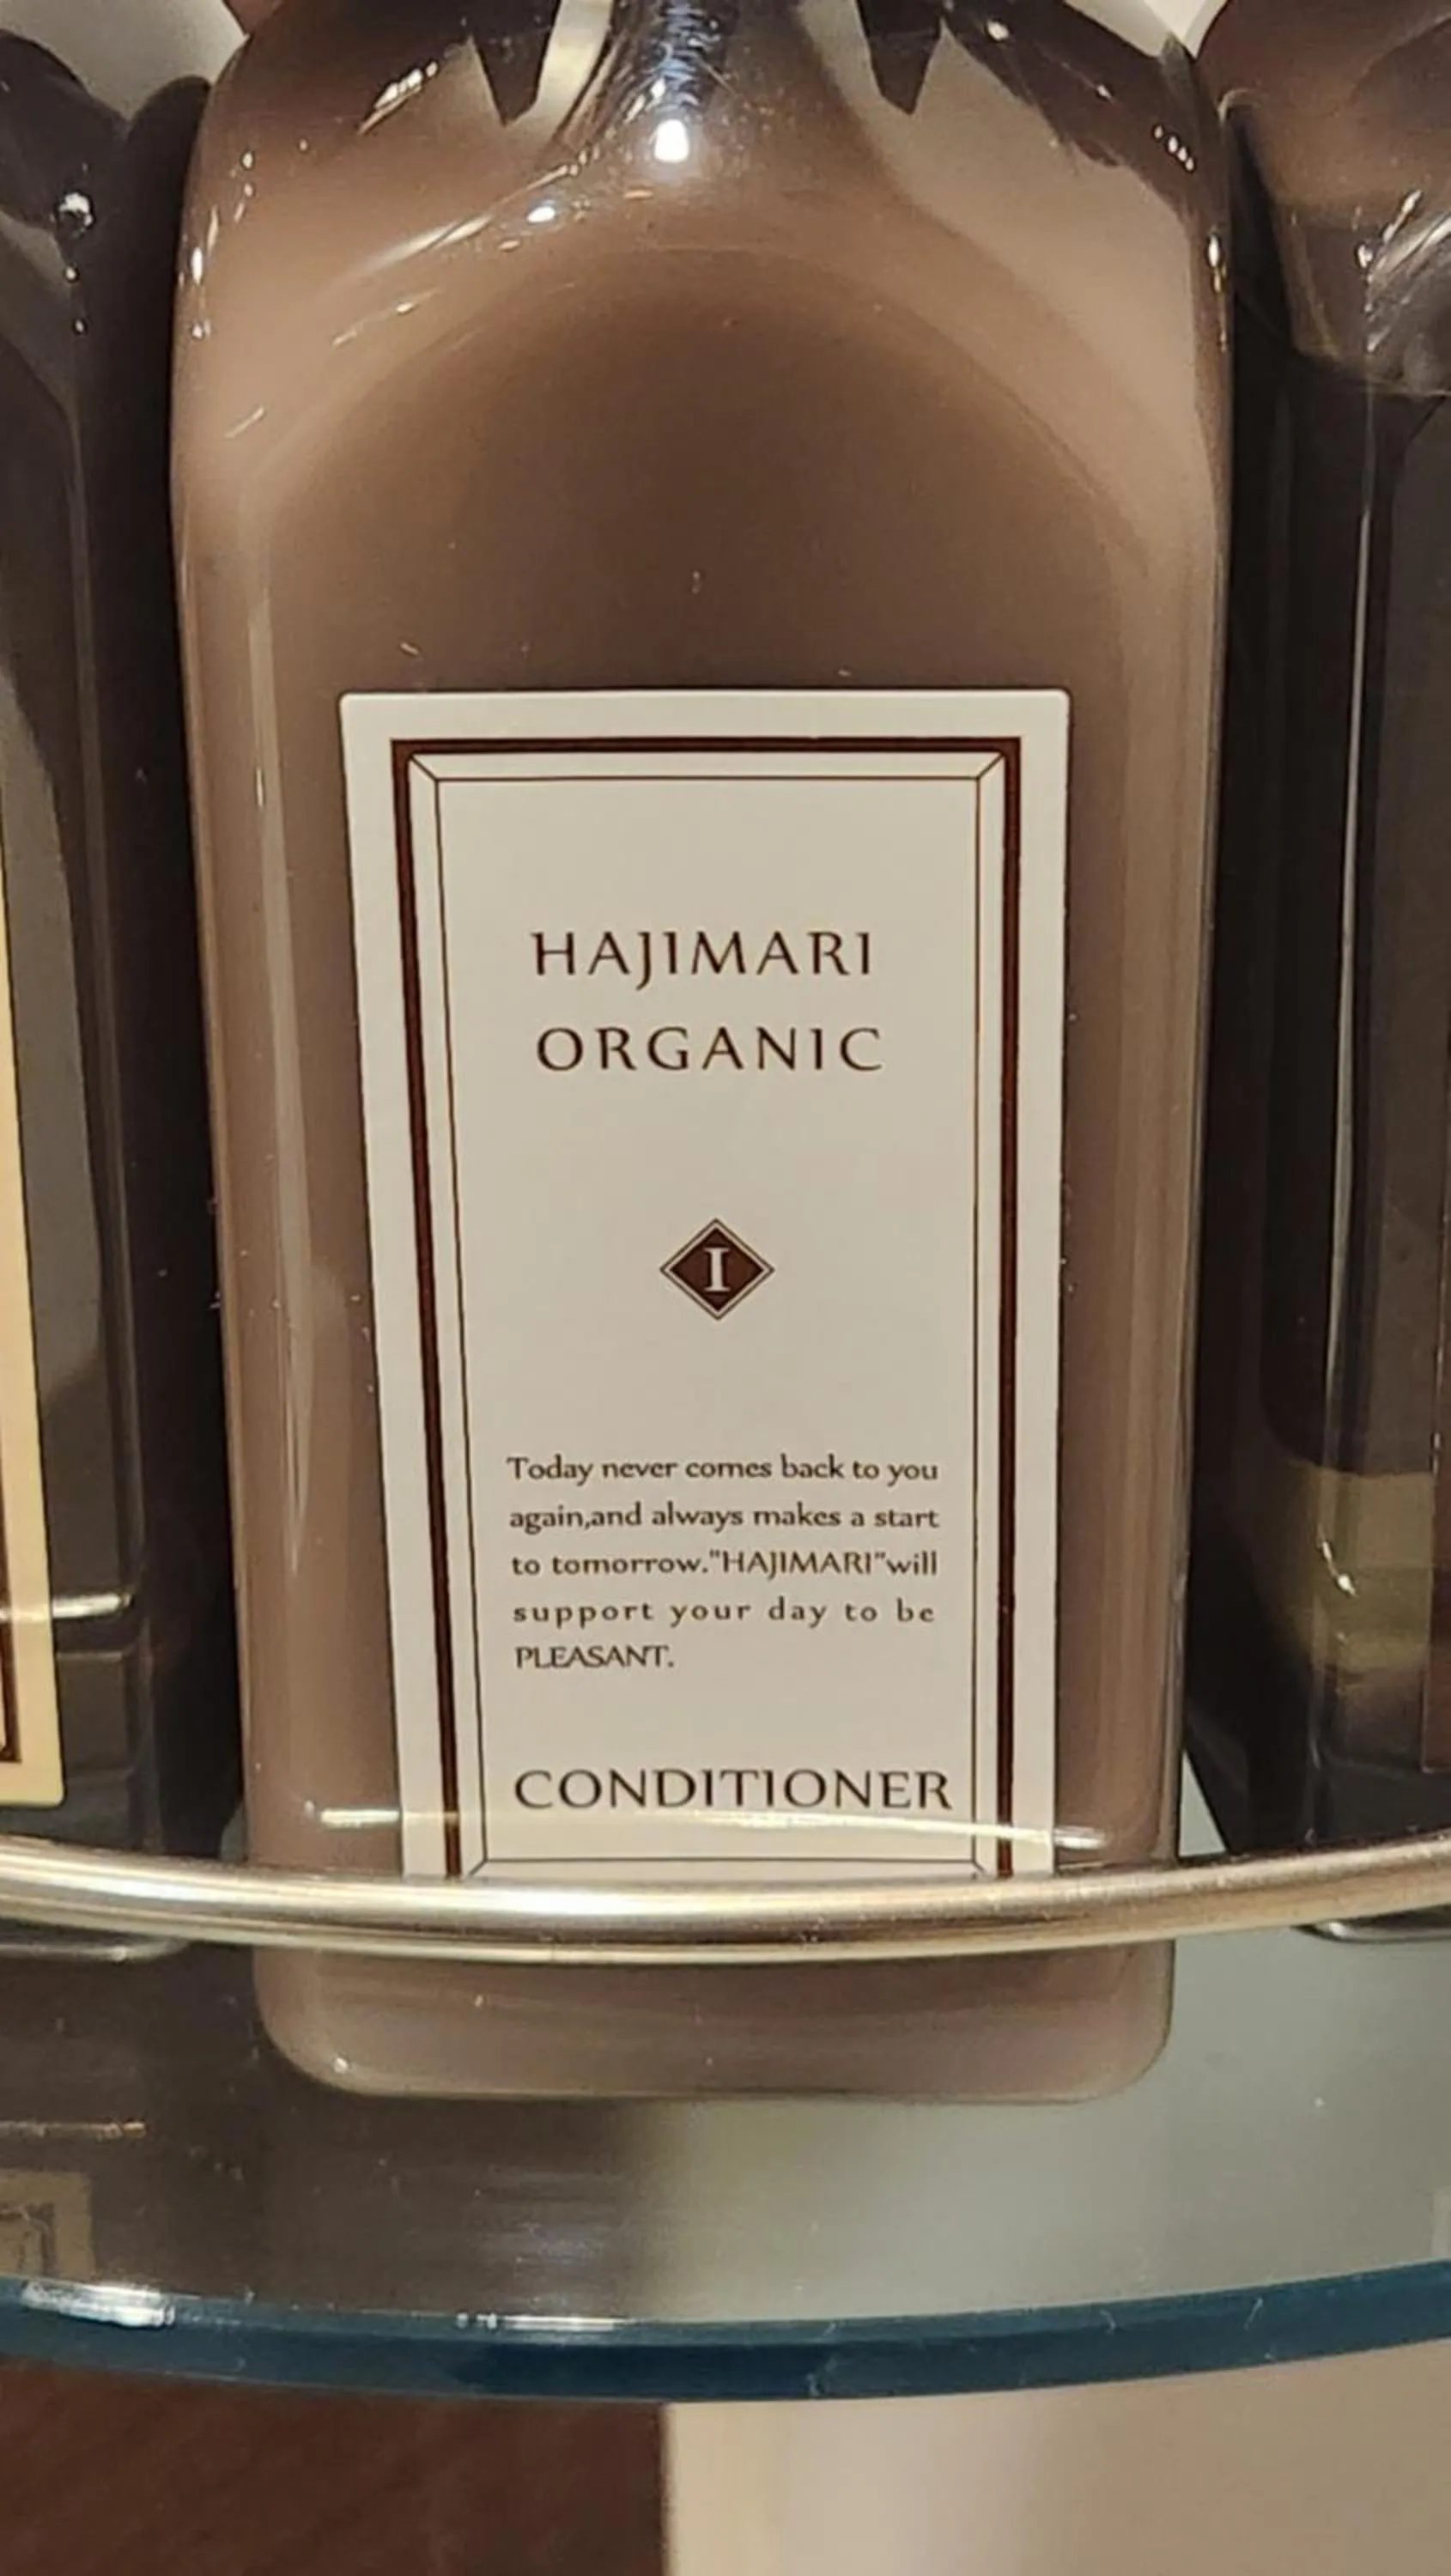 HAJIMARI
ORGANIC
I
Today never comes back to you
again,and always makes a start
to tomorrow."HAJIMARI"will
support your day to be
PLEASANT.
CONDITIONER